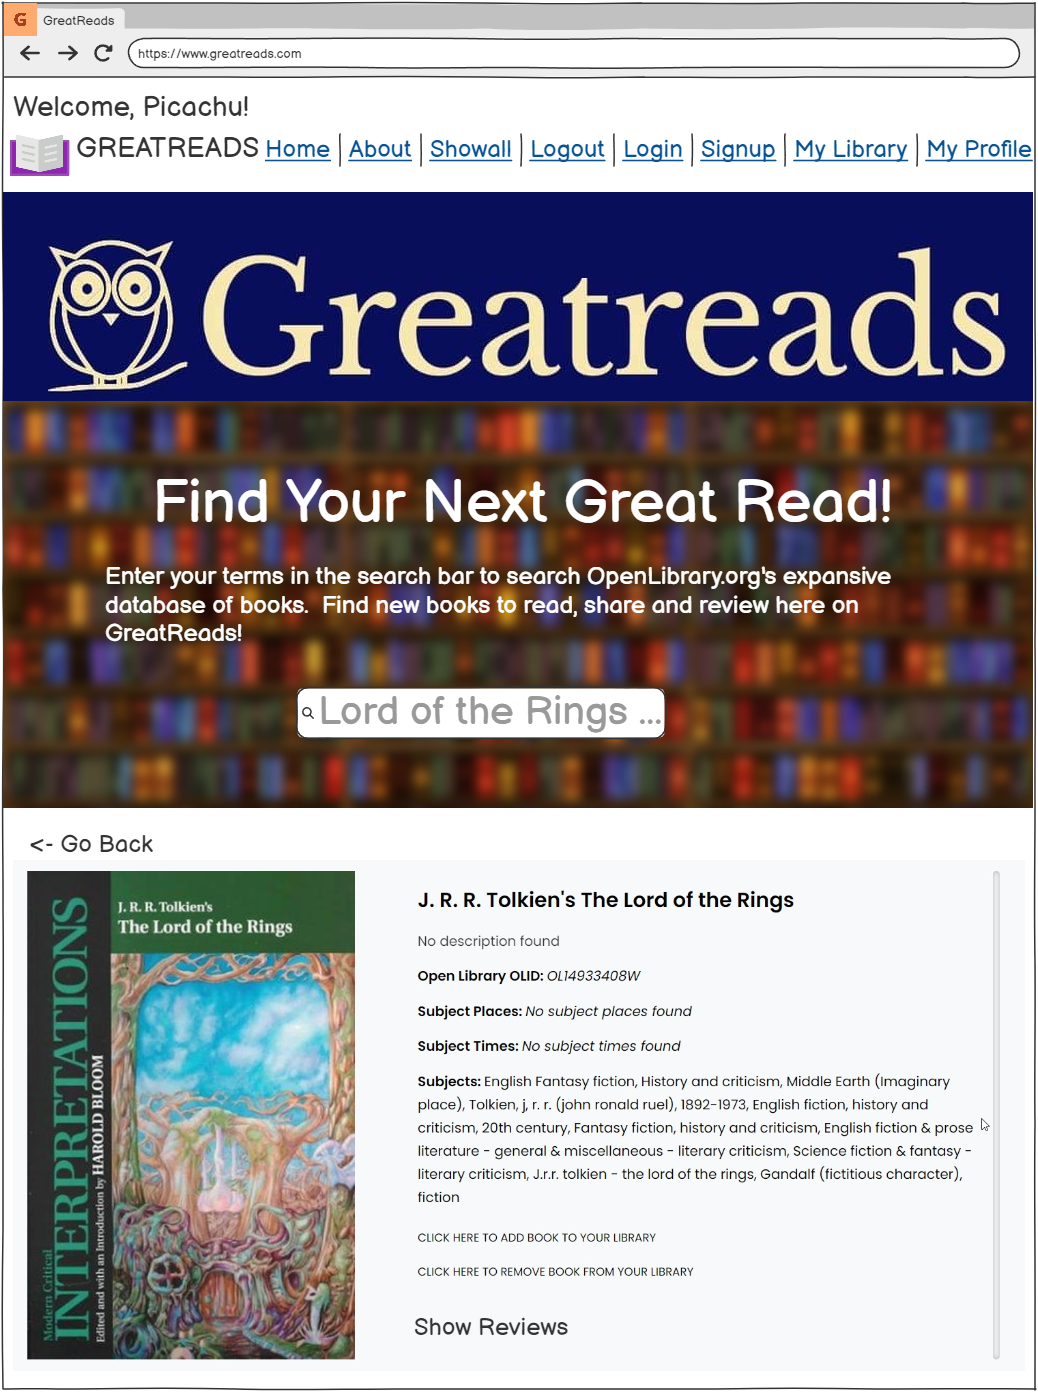 G GreatReads
https://www.greatreads.com
Welcome, Picachu!
GREATREADS Home About Showall Logout Login Signup My Library My Profile
Greatreads
Find Your Next Great Read!
Enter your terms in the search bar to search OpenLibrary.org's expansive
database of books. Find new books to read, share and review here on
GreatReads!
Lord of the Rings ...
<- Go Back
J. R. R. Tolkien's
The Lord of the Rings
Modern Critical
INTERPRETATIONS
Edited and with an Introduction by HAROLD BLOOM
J. R. R. Tolkien's The Lord of the Rings
No description found
Open Library OLID: OL14933408W
Subject Places: No subject places found
Subject Times: No subject times found
Subjects: English Fantasy fiction, History and criticism, Middle Earth (Imaginary
place), Tolkien, j, r. r. (john ronald ruel), 1892-1973, English fiction, history and
criticism, 20th century, Fantasy fiction, history and criticism, English fiction & prose
literature - general & miscellaneous - literary criticism, Science fiction & fantasy -
literary criticism, J.r.r. tolkien - the lord of the rings, Gandalf (fictitious character),
fiction
CLICK HERE TO ADD BOOK TO YOUR LIBRARY
CLICK HERE TO REMOVE BOOK FROM YOUR LIBRARY
Show Reviews